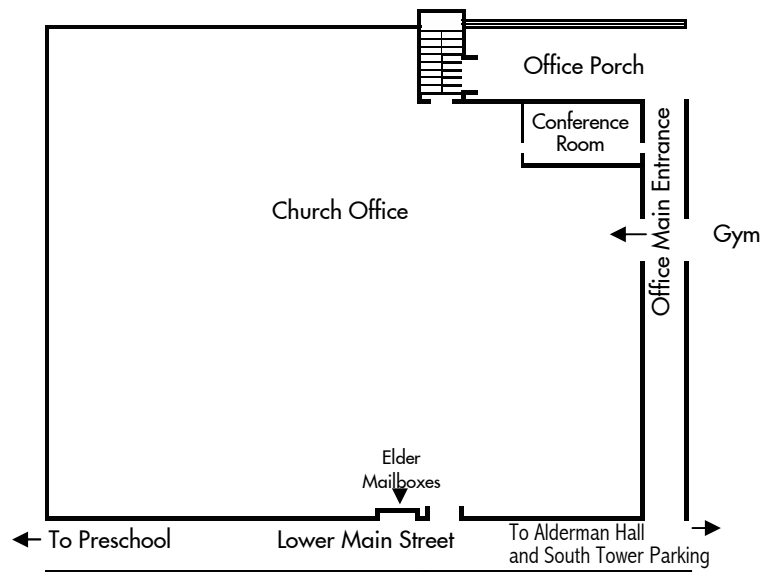 Office Porch
Conference
Room
Church Office
Office Main Entrance
Gym
Elder
Mailboxes
To Preschool
Lower Main Street
To Alderman Hall
and South Tower Parking